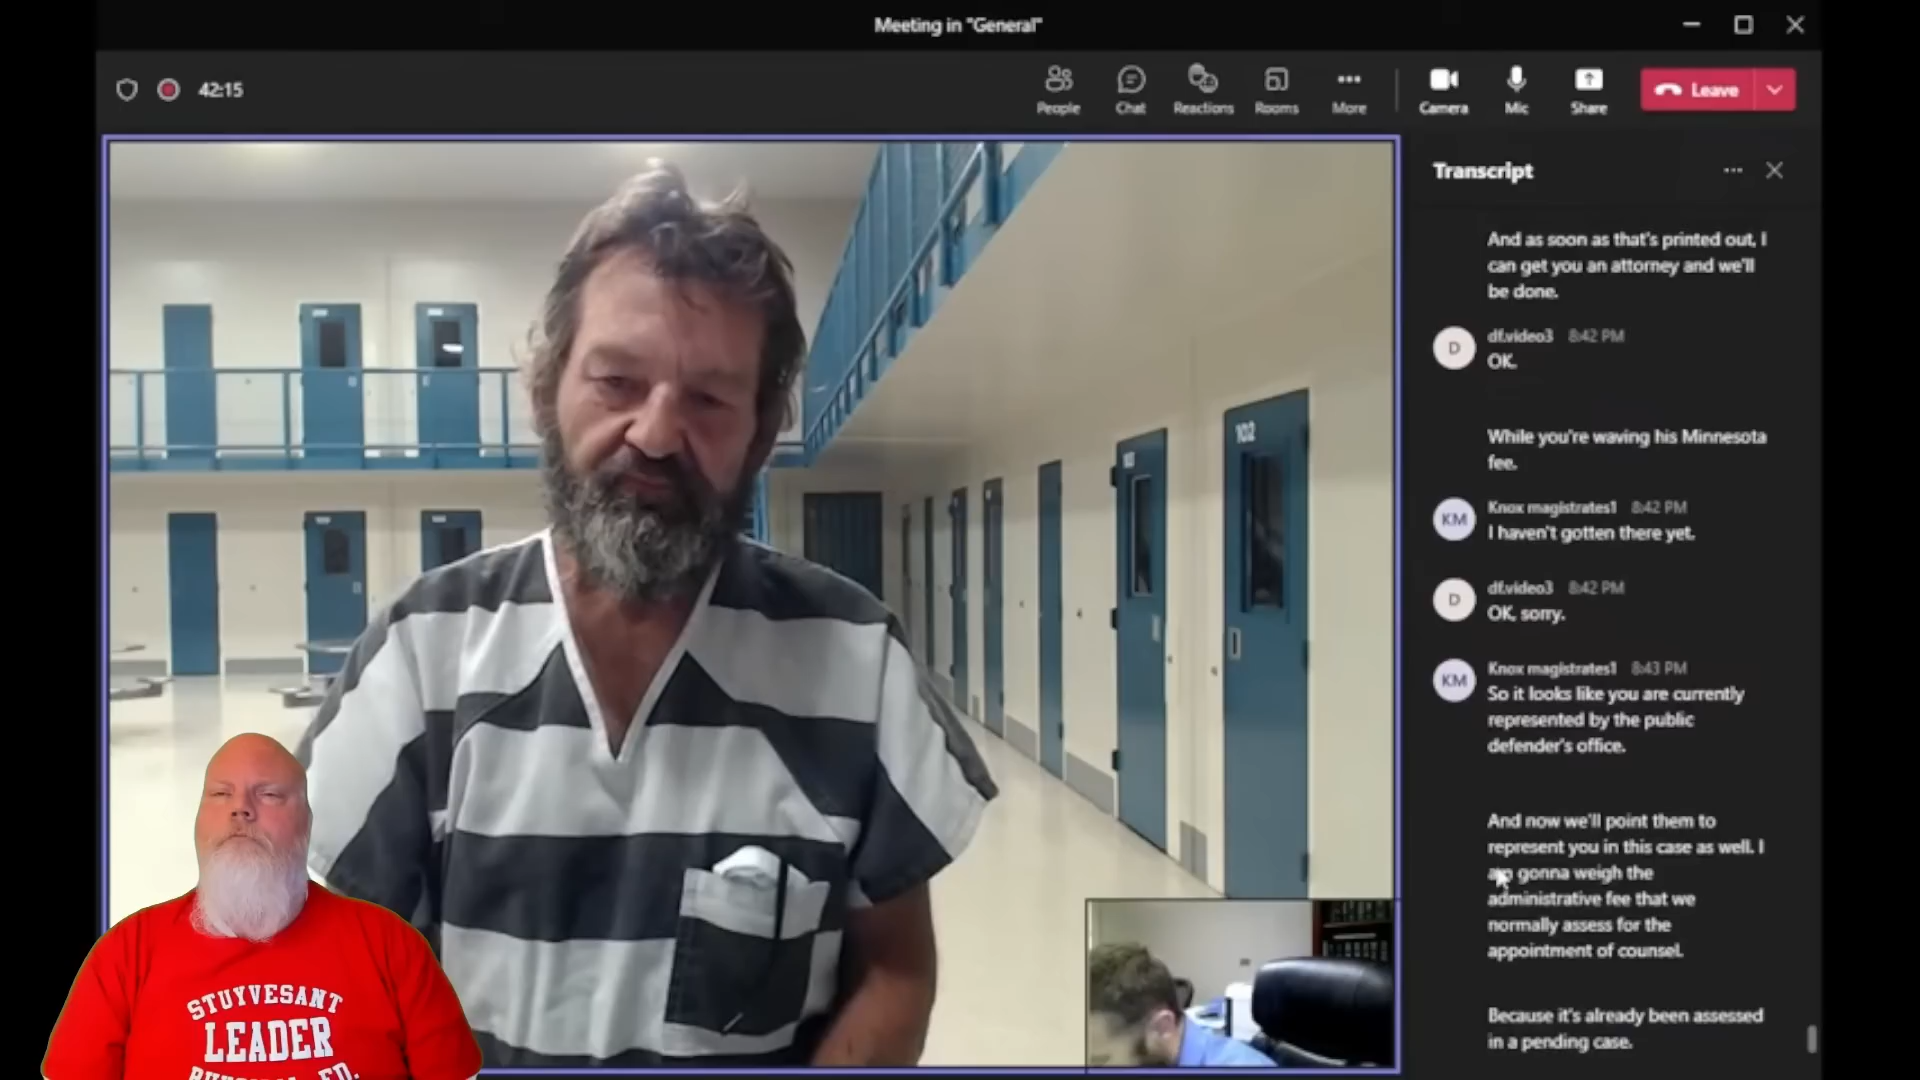 Meeting in "General"
42:15
People
Chat
Reactions
Rooms
More
Camera
Mic
Share
Leave
Transcript
And as soon as that's printed out, I
can get you an attorney and we'll
be done.
D
df.video3 8:42 PM
OK.
While you're waving his Minnesota
fee.
KM
Knox magistrates1 8:42 PM
I haven't gotten there yet.
D
df.video3 8:42 PM
OK, sorry.
KM
Knox magistrates1 8:43 PM
So it looks like you are currently
represented by the public
defender's office.
And now we'll point them to
represent you in this case as well. I
gonna weigh the
administrative fee that we
normally assess for the
appointment of counsel.
Because it's already been assessed
in a pending case.
102
103
STUYVESANT
LEADER
PHYSICAL ED.